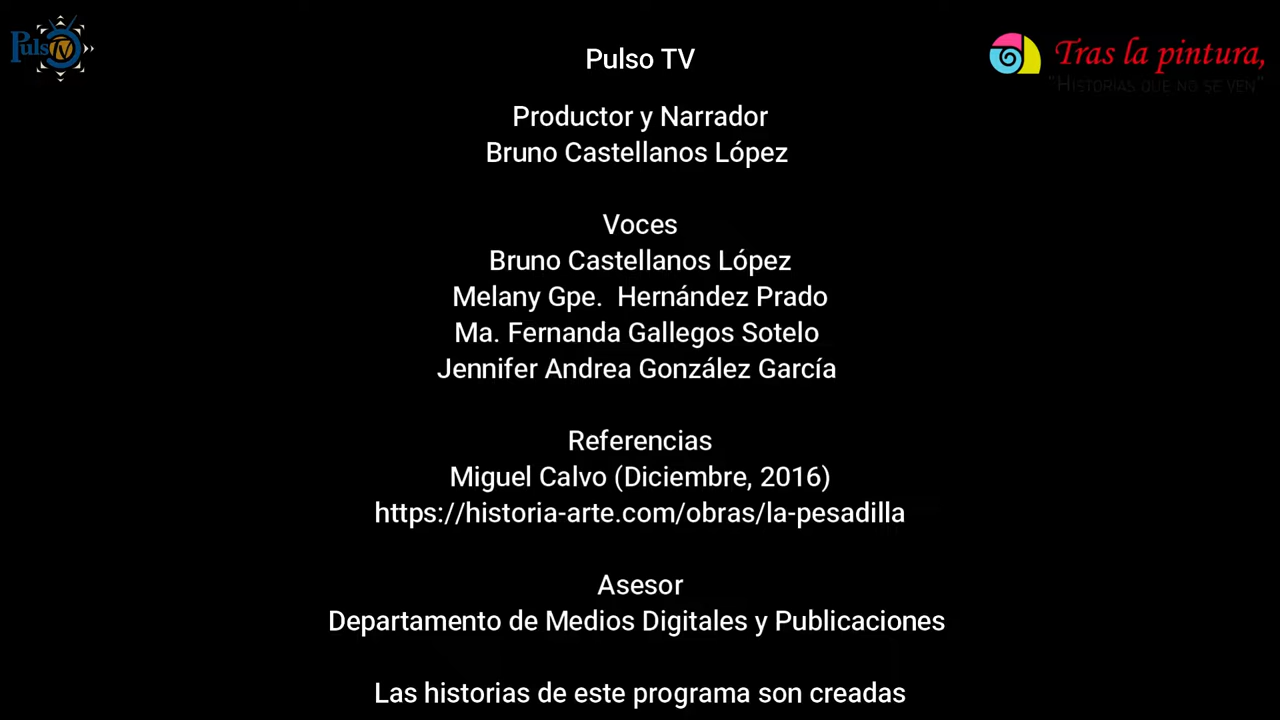 Puls TV
Tras la pintura,
"HISTORIAS QUE NO SE VEN"
Pulso TV
Productor y Narrador
Bruno Castellanos López
Voces
Bruno Castellanos López
Melany Gpe.  Hernández Prado
Ma. Fernanda Gallegos Sotelo
Jennifer Andrea González García
Referencias
Miguel Calvo (Diciembre, 2016)
https://historia-arte.com/obras/la-pesadilla
Asesor
Departamento de Medios Digitales y Publicaciones
Las historias de este programa son creadas